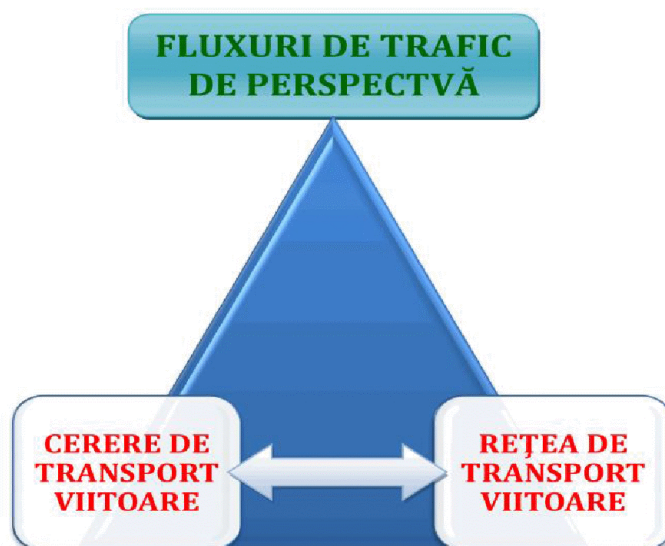 FLUXURI DE TRAFIC
DE PERSPECTVĂ
CERERE DE
TRANSPORT
VIITOARE
REŢEA DE
TRANSPORT
VIITOARE